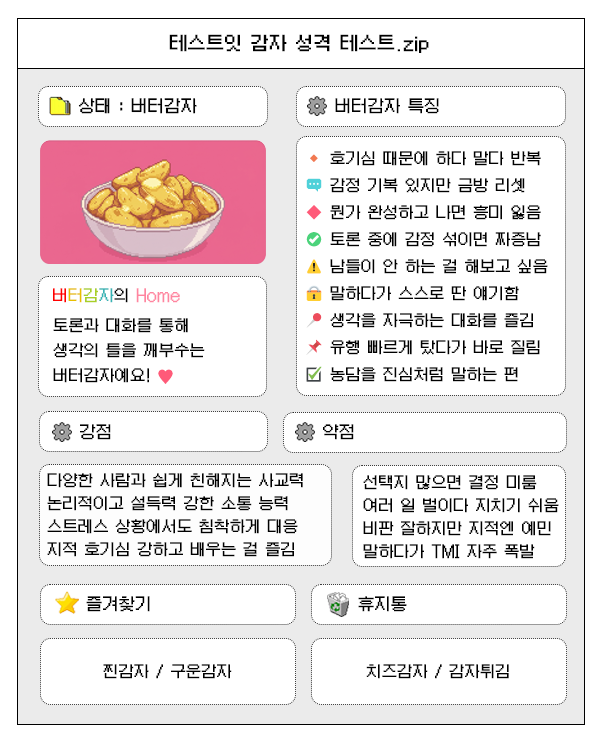 테스트잇 감자 성격 테스트.zip
상태 : 버터감자
버터감자의 Home
토론과 대화를 통해
생각의 틀을 깨부수는
버터감자예요!
버터감자 특징
호기심 때문에 하다 말다 반복
감정 기복 있지만 금방 리셋
뭔가 완성하고 나면 흥미 잃음
토론 중에 감정 섞이면 짜증남
남들이 안 하는 걸 해보고 싶음
말하다가 스스로 딴 얘기함
생각을 자극하는 대화를 즐김
유행 빠르게 탔다가 바로 질림
농담을 진심처럼 말하는 편
강점
다양한 사람과 쉽게 친해지는 사교력
논리적이고 설득력 강한 소통 능력
스트레스 상황에서도 침착하게 대응
지적 호기심 강하고 배우는 걸 즐김
약점
선택지 많으면 결정 미룸
여러 일 벌이다 지치기 쉬움
비판 잘하지만 지적엔 예민
말하다가 TMI 자주 폭발
즐겨찾기
찐감자 / 구운감자
휴지통
치즈감자 / 감자튀김